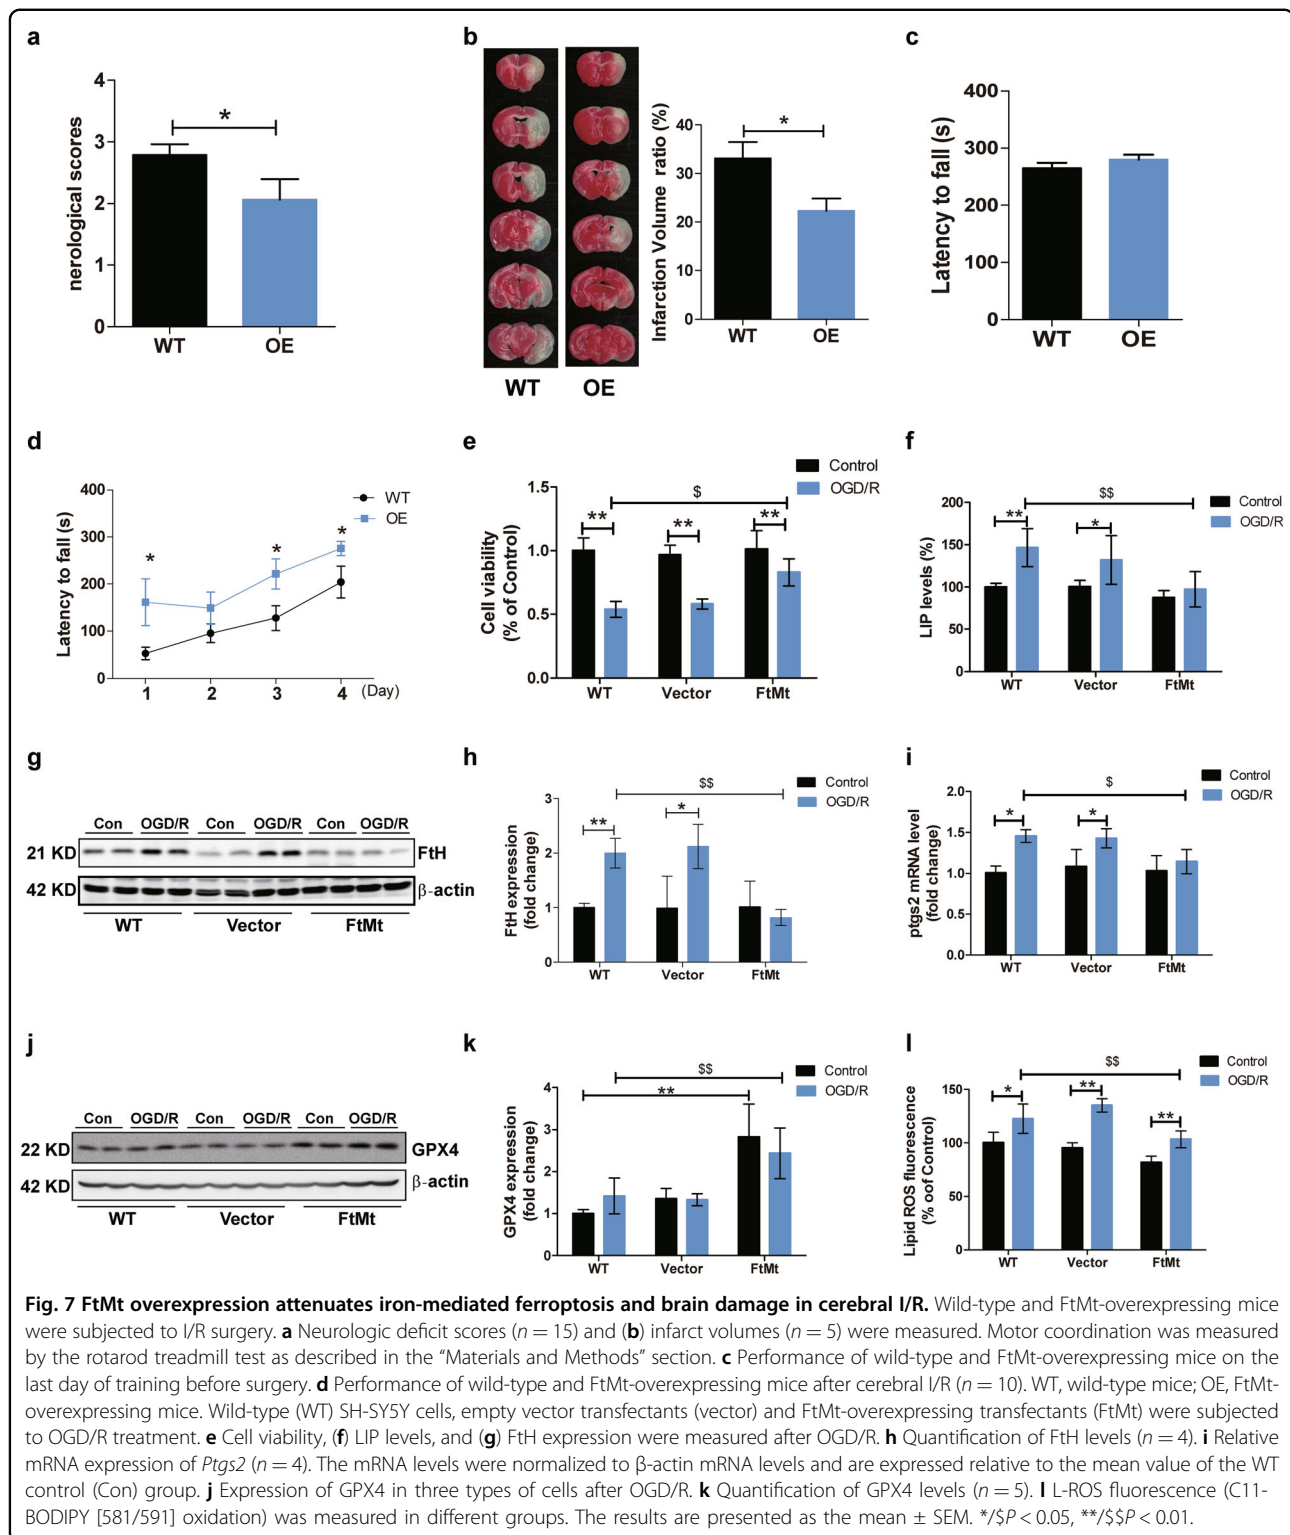 a
4
3
2
1
0
nerological scores
*
WT
OE
b
WT
OE
Infarction Volume ratio (%)
40
30
20
10
0
*
WT
OE
c
Latency to fall (s)
400
300
200
100
0
WT
OE
d
Latency to fall (s)
400
300
200
100
0
WT
OE
*
*
*
1 2 3 4 (Day)
e
Control
OGD/R
Cell viability
(% of Control)
1.5
1.0
0.5
0.0
$
**
**
**
WT Vector FtMt
f
Control
OGD/R
LIP levels (%)
200
150
100
50
0
$$
**
*
WT Vector FtMt
g
Con OGD/R Con OGD/R Con OGD/R
21 KD FtH
42 KD β-actin
WT Vector FtMt
h
Control
OGD/R
FtH expression
(fold change)
3
2
1
0
$$
**
*
WT Vector FtMt
i
Control
OGD/R
ptgs2 mRNA level
(fold change)
2.0
1.5
1.0
0.5
0.0
$
*
*
WT Vector FtMt
j
Con OGD/R Con OGD/R Con OGD/R
22 KD GPX4
42 KD β-actin
WT Vector FtMt
k
Control
OGD/R
GPX4 expression
(fold change)
4
3
2
1
0
$$
**
WT Vector FtMt
l
Control
OGD/R
Lipid ROS fluorescence
(% oof Control)
150
100
50
0
$$
*
**
**
WT Vector FtMt
Fig. 7 FtMt overexpression attenuates iron-mediated ferroptosis and brain damage in cerebral I/R. Wild-type and FtMt-overexpressing mice
were subjected to I/R surgery. a Neurologic deficit scores (n = 15) and (b) infarct volumes (n = 5) were measured. Motor coordination was measured
by the rotarod treadmill test as described in the “Materials and Methods” section. c Performance of wild-type and FtMt-overexpressing mice on the
last day of training before surgery. d Performance of wild-type and FtMt-overexpressing mice after cerebral I/R (n = 10). WT, wild-type mice; OE, FtMt-
overexpressing mice. Wild-type (WT) SH-SY5Y cells, empty vector transfectants (vector) and FtMt-overexpressing transfectants (FtMt) were subjected
to OGD/R treatment. e Cell viability, (f) LIP levels, and (g) FtH expression were measured after OGD/R. h Quantification of FtH levels (n = 4). i Relative
mRNA expression of Ptgs2 (n = 4). The mRNA levels were normalized to β-actin mRNA levels and are expressed relative to the mean value of the WT
control (Con) group. j Expression of GPX4 in three types of cells after OGD/R. k Quantification of GPX4 levels (n = 5). l L-ROS fluorescence (C11-
BODIPY [581/591] oxidation) was measured in different groups. The results are presented as the mean ± SEM. */$P < 0.05, **/$$P < 0.01.